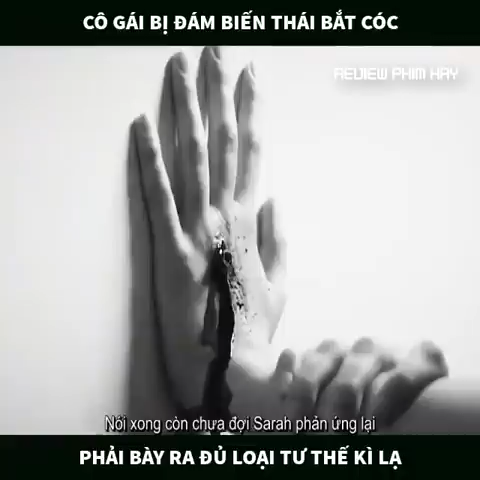 CÔ GÁI BỊ ĐÁM BIẾN THÁI BẮT CÓC
REVIEW PHIM HAY
Nói xong còn chưa đợi Sarah phản ứng lại
PHẢI BÀY RA ĐỦ LOẠI TƯ THẾ KÌ LẠ